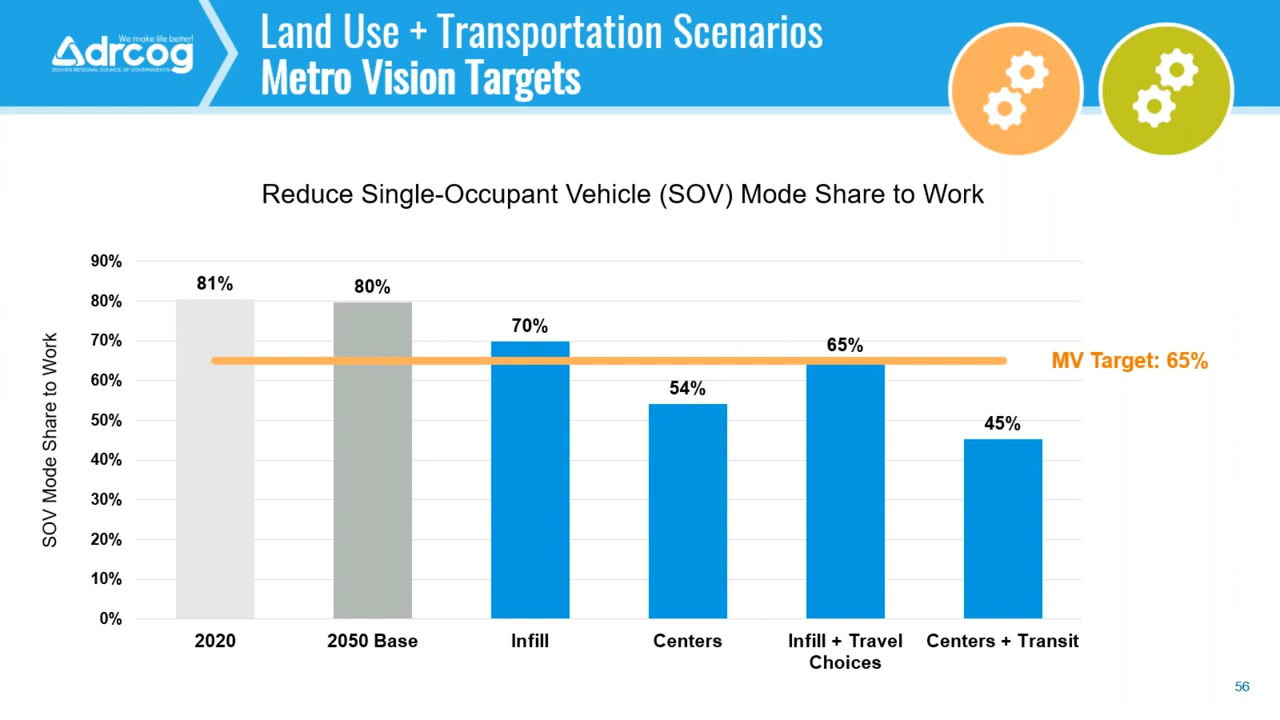 We make life better!
drcog
DENVER REGIONAL COUNCIL OF GOVERNMENTS
Land Use + Transportation Scenarios
Metro Vision Targets
Reduce Single-Occupant Vehicle (SOV) Mode Share to Work
SOV Mode Share to Work
90%
80%
70%
60%
50%
40%
30%
20%
10%
0%
81%
80%
70%
54%
65%
45%
MV Target: 65%
2020
2050 Base
Infill
Centers
Infill + Travel
Choices
Centers + Transit
56